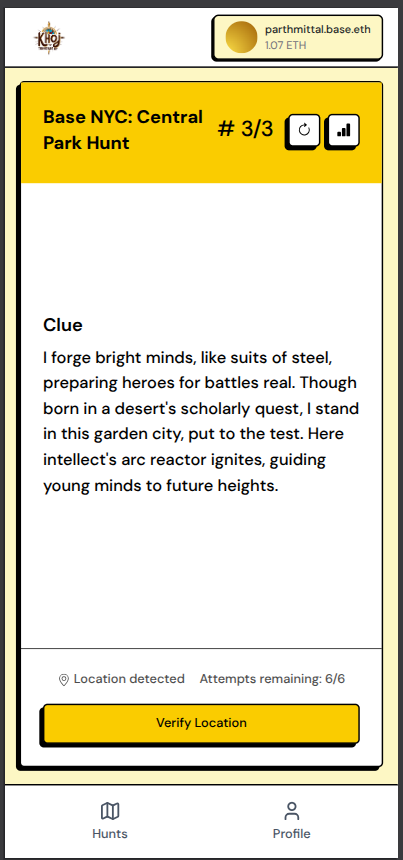 KHOJ
parthmittal.base.eth
1.07 ETH
Base NYC: Central
Park Hunt
# 3/3
Clue
I forge bright minds, like suits of steel,
preparing heroes for battles real. Though
born in a desert's scholarly quest, I stand
in this garden city, put to the test. Here
intellect's arc reactor ignites, guiding
young minds to future heights.
Location detected
Attempts remaining: 6/6
Verify Location
Hunts
Profile